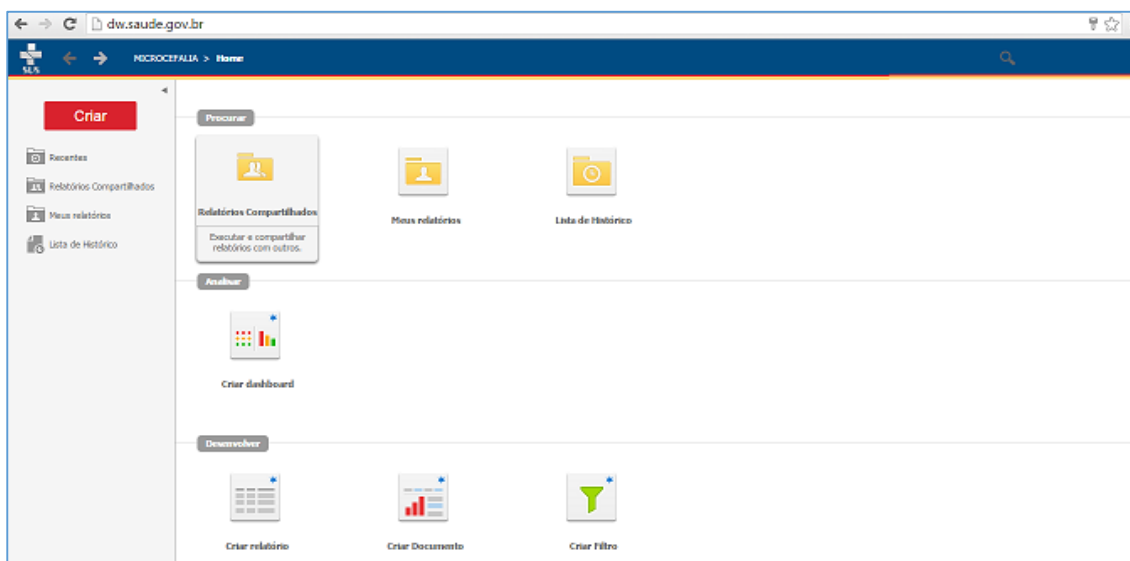 dw.saude.gov.br
SUS
MICROCEFALIA > Home
Criar
Recentes
Relatórios Compartilhados
Meus relatórios
Lista de Histórico
Procurar
Relatórios Compartilhados
Executar e compartilhar
relatórios com outros.
Meus relatórios
Lista de Histórico
Analisar
Criar dashboard
Desenvolver
Criar relatório
Criar Documento
Criar Filtro